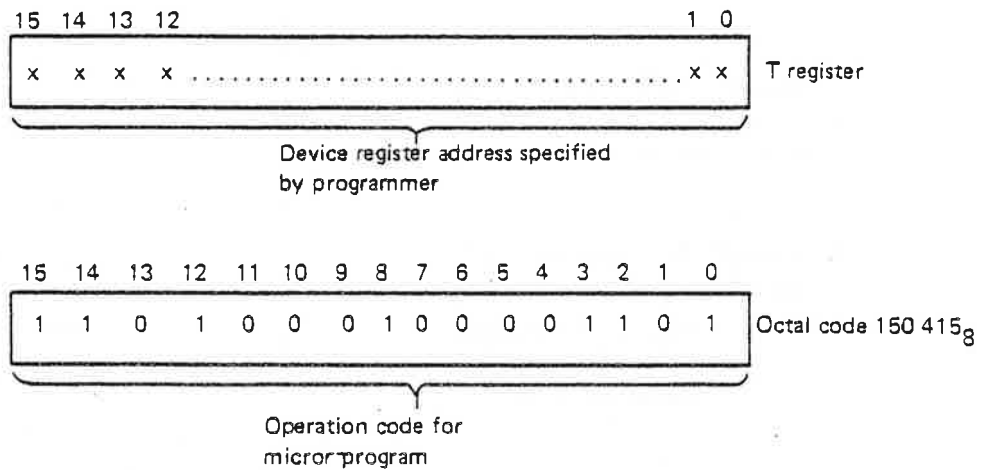 15 14 13 12 1 0
x x x x ........................................ x x T register
Device register address specified
by programmer
15 14 13 12 11 10 9 8 7 6 5 4 3 2 1 0
1 1 0 1 0 0 0 1 0 0 0 0 1 1 0 1 Octal code 150 415₈
Operation code for
micror-program